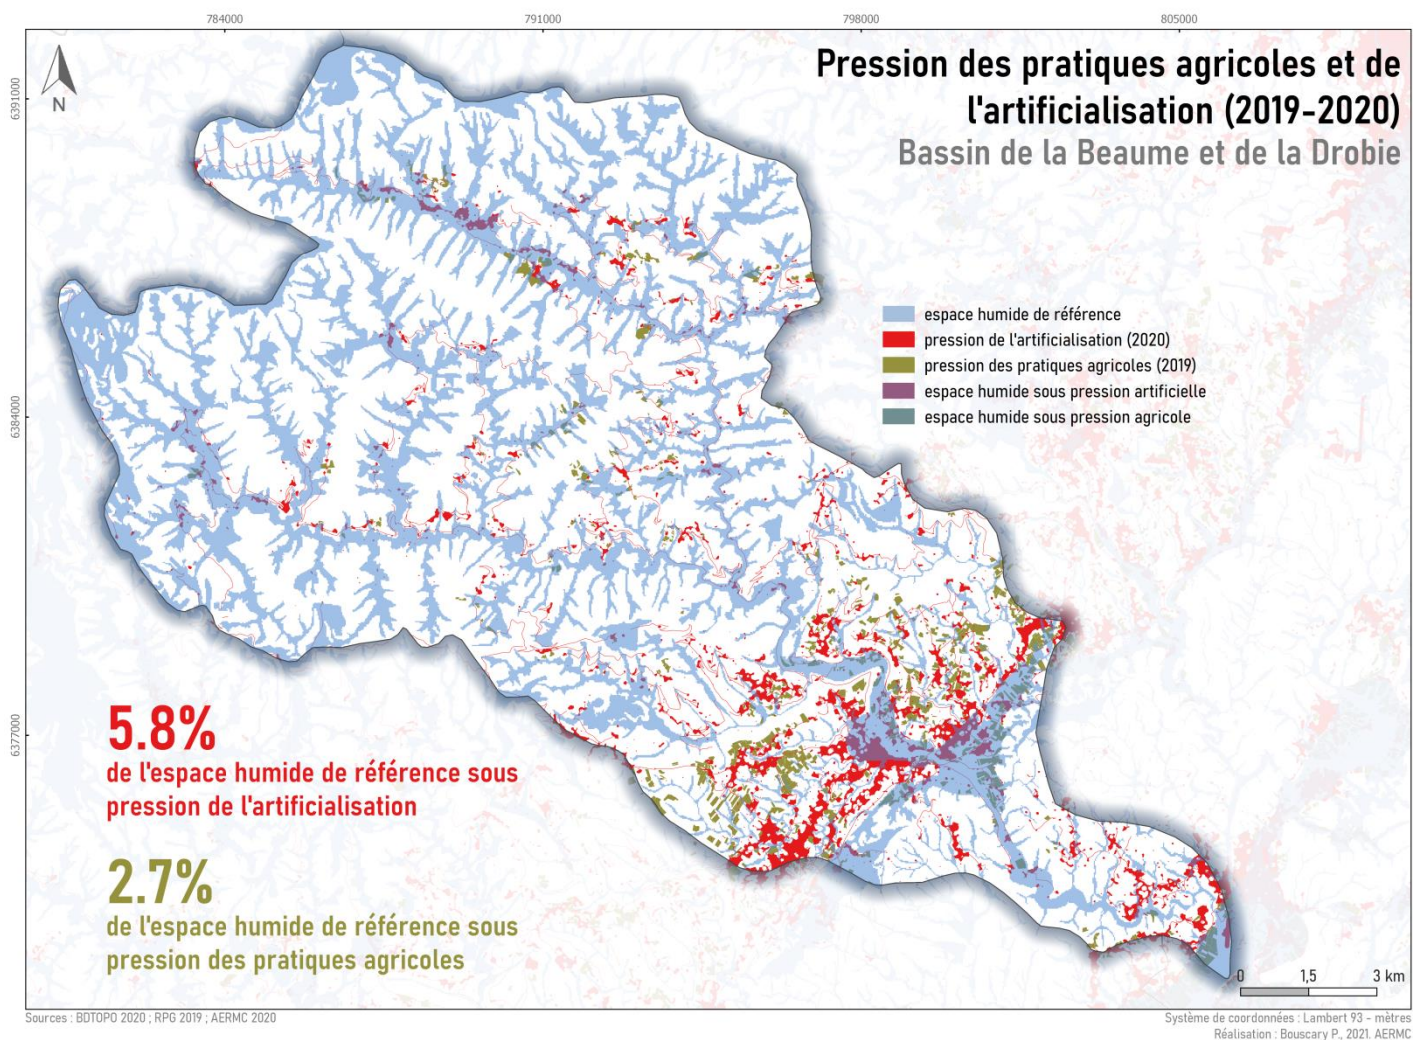 784000
791000
798000
805000
6391000
6384000
6377000
N
Pression des pratiques agricoles et de
l'artificialisation (2019-2020)
Bassin de la Beaume et de la Drobie
espace humide de référence
pression de l'artificialisation (2020)
pression des pratiques agricoles (2019)
espace humide sous pression artificielle
espace humide sous pression agricole
5.8%
de l'espace humide de référence sous
pression de l'artificialisation
2.7%
de l'espace humide de référence sous
pression des pratiques agricoles
0 1,5 3 km
Sources : BDTOPO 2020 ; RPG 2019 ; AERMC 2020
Système de coordonnées : Lambert 93 - mètres
Réalisation : Bouscary P., 2021. AERMC